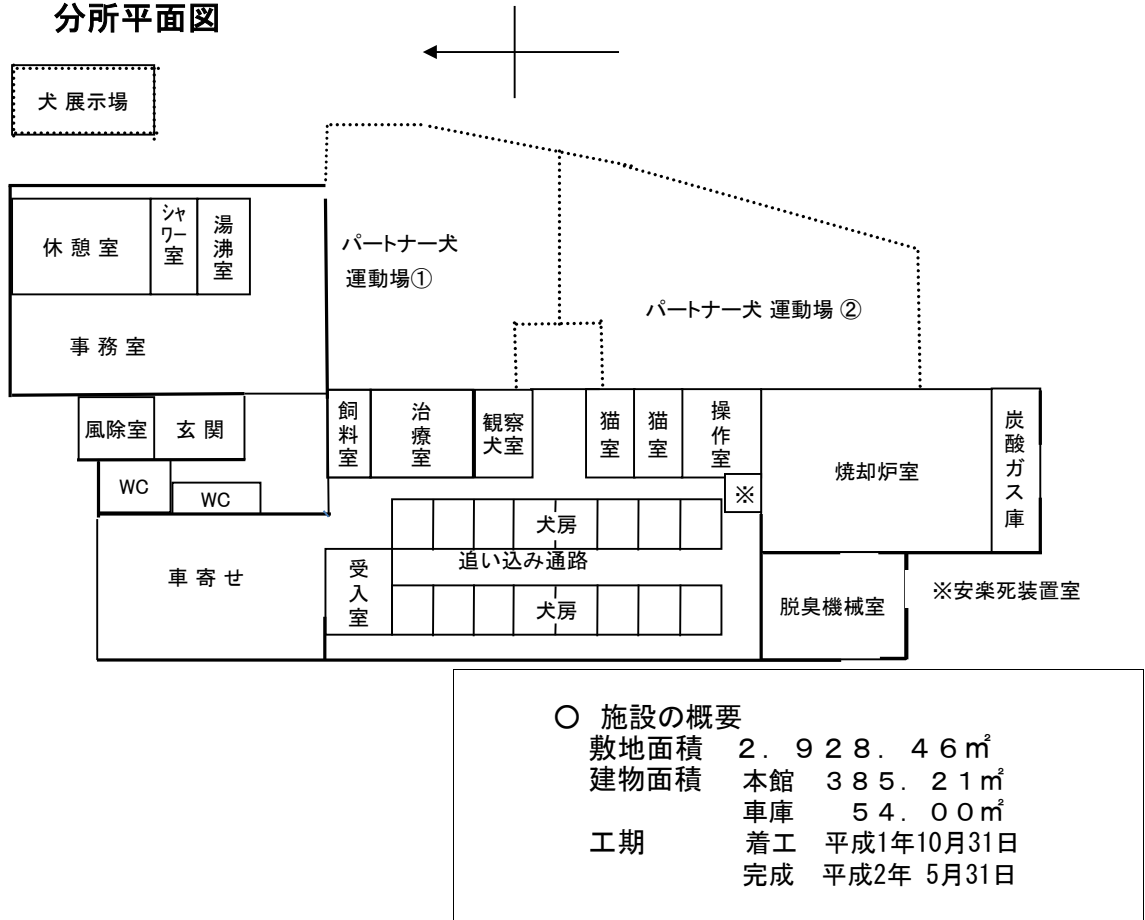 分所平面図
犬 展示場
休 憩 室
シャワー室
湯沸室
事 務 室
パートナー犬
運動場①
パートナー犬 運動場 ②
風除室
玄 関
WC
WC
飼料室
治療室
観察
犬室
猫室
猫室
操作室
※
焼却炉室
炭酸ガス庫
車 寄 せ
受入室
犬房
追い込み通路
犬房
脱臭機械室
※安楽死装置室
○ 施設の概要
敷地面積 ２．９２８．４６㎡
建物面積 本館 ３８５．２１㎡
車庫 ５４．００㎡
工期 着工 平成1年10月31日
完成 平成2年 5月31日